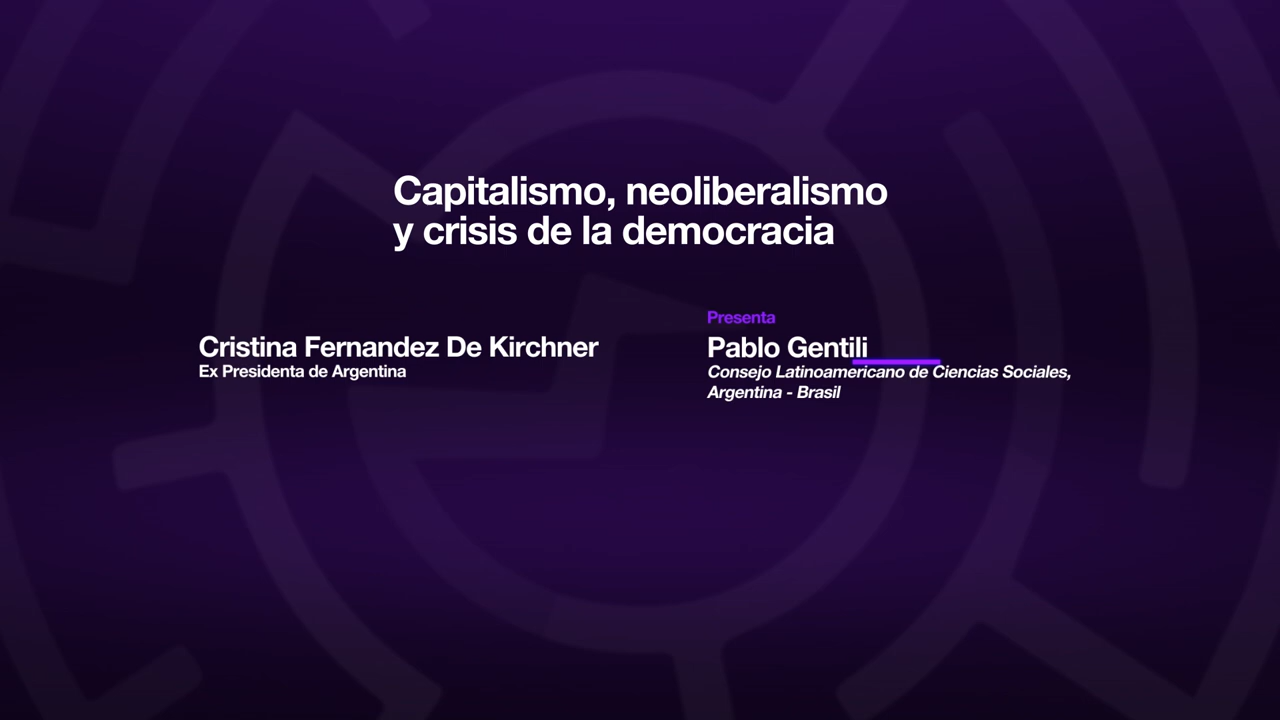 Capitalismo, neoliberalismo
y crisis de la democracia
Cristina Fernandez De Kirchner
Ex Presidenta de Argentina
Presenta
Pablo Gentili
Consejo Latinoamericano de Ciencias Sociales,
Argentina - Brasil